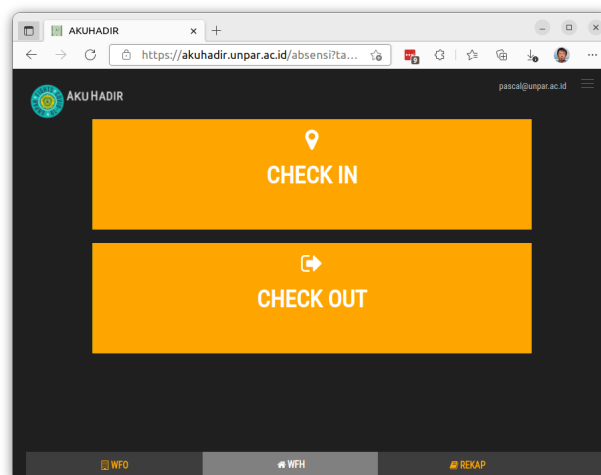 AKUHADIR
https://akuhadir.unpar.ac.id/absensi?ta...
9
AKU HADIR
pascal@unpar.ac.id
CHECK IN
CHECK OUT
WFO
WFH
REKAP